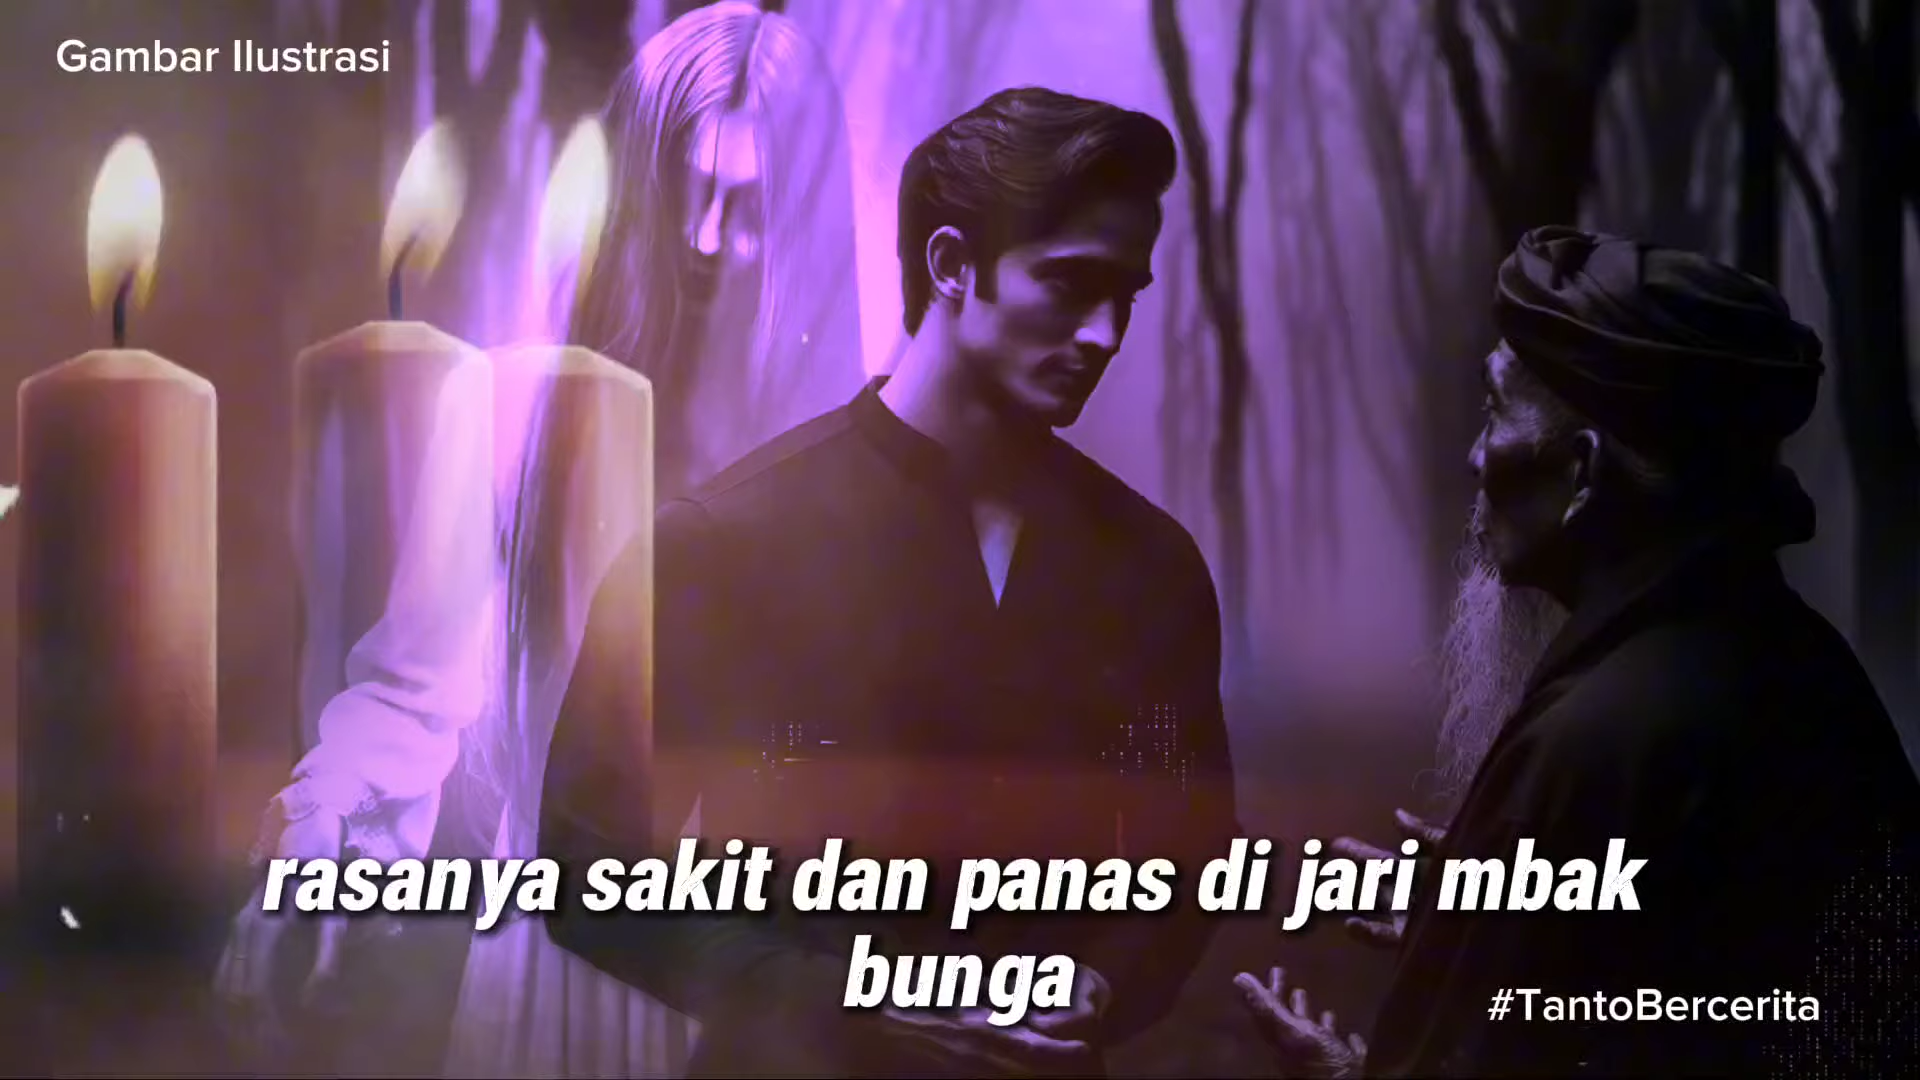 Gambar Ilustrasi
rasanya sakit dan panas di jari mbak
bunga
#TantoBercerita